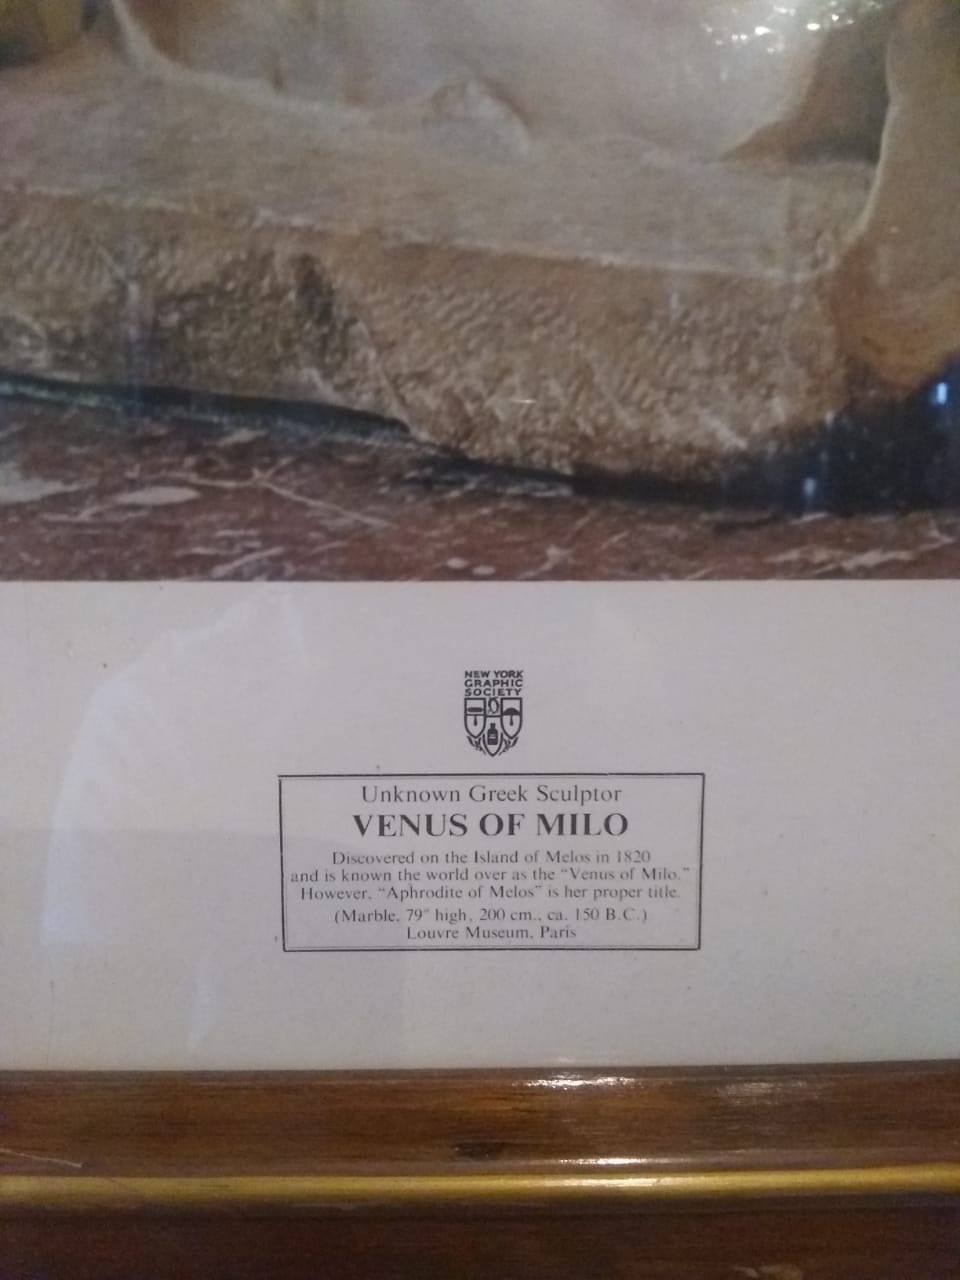 NEW YORK
GRAPHIC
SOCIETY
Unknown Greek Sculptor
VENUS OF MILO
Discovered on the Island of Melos in 1820
and is known the world over as the "Venus of Milo."
However, "Aphrodite of Melos" is her proper title.
(Marble, 79" high, 200 cm., ca. 150 B.C.)
Louvre Museum, Paris